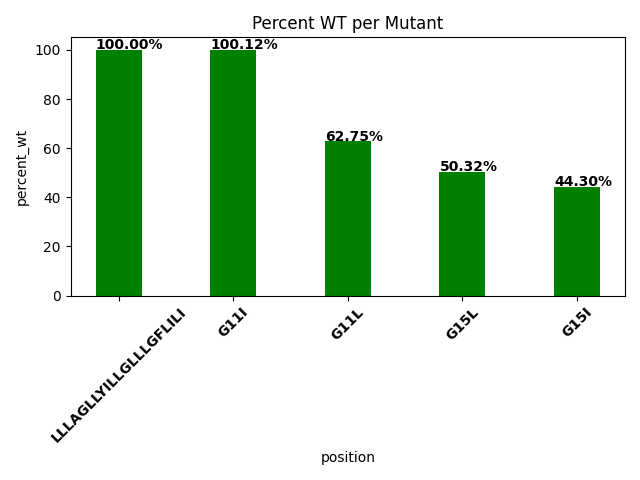 Percent WT per Mutant
100.00%
100.12%
62.75%
50.32%
44.30%
percent_wt
100
80
60
40
20
0
LLLAGLLYILLGLLLGFLILI
G11I
G11L
G15L
G15I
position